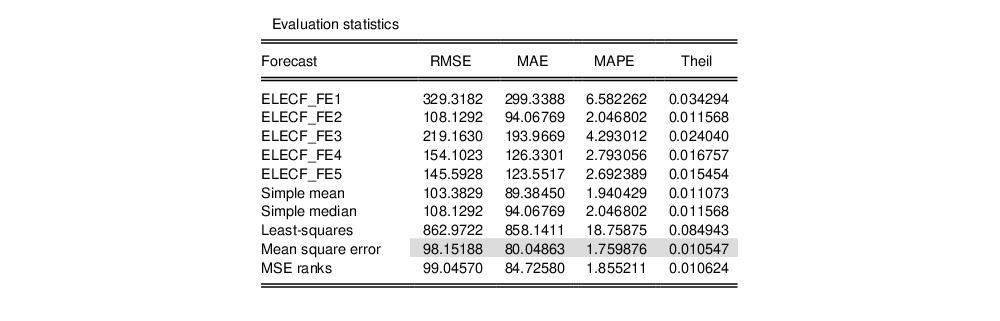 Evaluation statistics
Forecast RMSE MAE MAPE Theil
ELECF_FE1 329.3182 299.3388 6.582262 0.034294
ELECF_FE2 108.1292 94.06769 2.046802 0.011568
ELECF_FE3 219.1630 193.9669 4.293012 0.024040
ELECF_FE4 154.1023 126.3301 2.793056 0.016757
ELECF_FE5 145.5928 123.5517 2.692389 0.015454
Simple mean 103.3829 89.38450 1.940429 0.011073
Simple median 108.1292 94.06769 2.046802 0.011568
Least-squares 862.9722 858.1411 18.75875 0.084943
Mean square error 98.15188 80.04863 1.759876 0.010547
MSE ranks 99.04570 84.72580 1.855211 0.010624